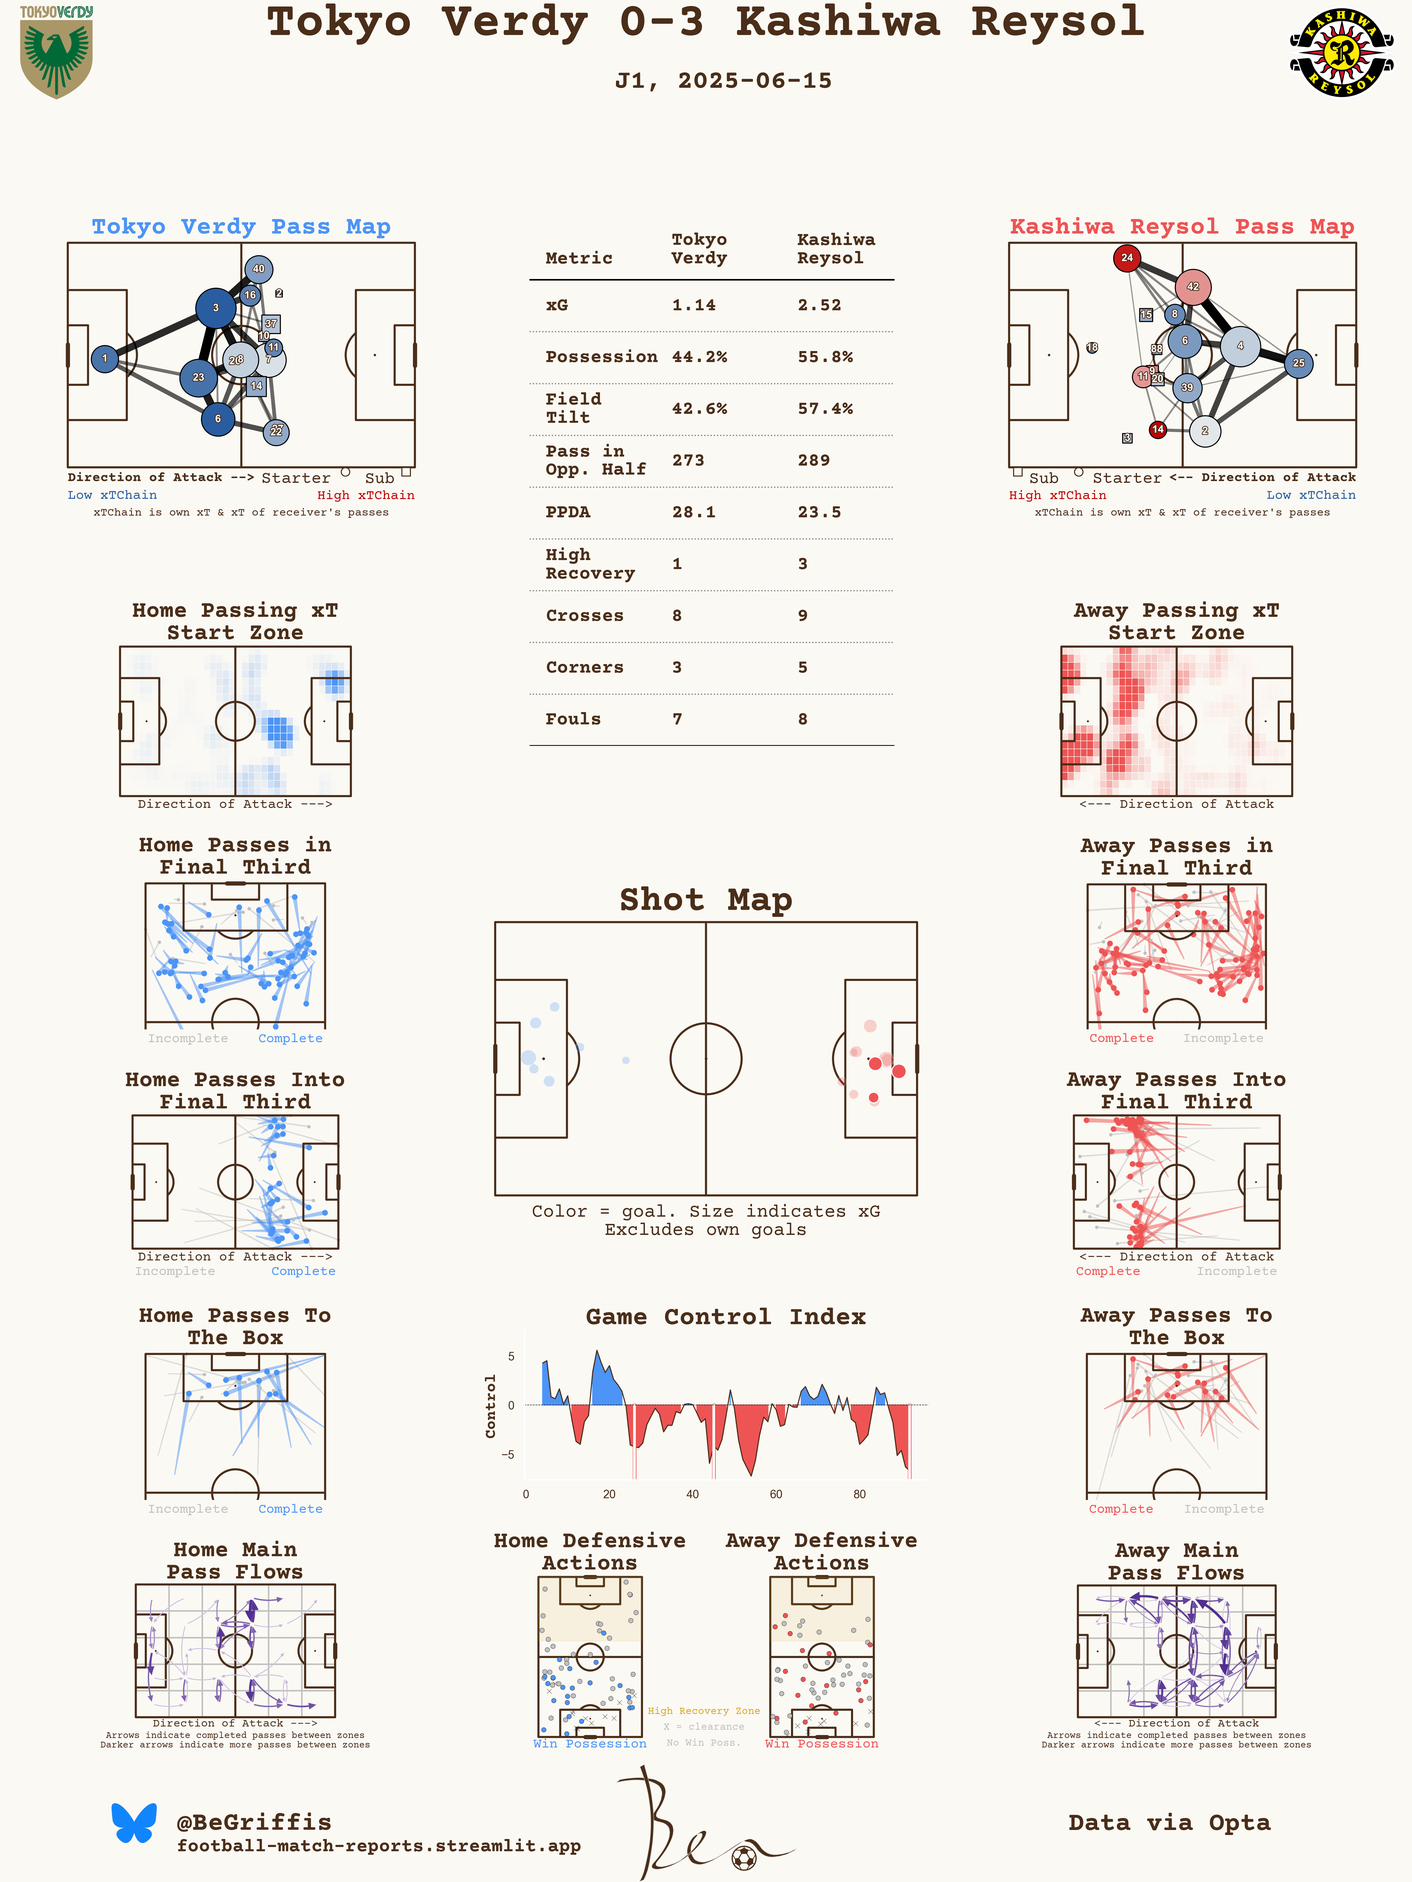 TOKYOVERDY
Tokyo Verdy 0-3 Kashiwa Reysol
KASHIWA
R
REYSOL
J1, 2025-06-15
Tokyo Verdy Pass Map
40
16
2
3
37
10
11
1
28
7
23
14
6
22
Direction of Attack --> Starter Sub
Low xTChain High xTChain
xTChain is own xT & xT of receiver's passes
Metric Tokyo Verdy Kashiwa Reysol
xG 1.14 2.52
Possession 44.2% 55.8%
Field Tilt 42.6% 57.4%
Pass in Opp. Half 273 289
PPDA 28.1 23.5
High Recovery 1 3
Crosses 8 9
Corners 3 5
Fouls 7 8
Kashiwa Reysol Pass Map
24
42
15
8
18
88
6
4
25
9
11
20
39
3
14
2
Sub Starter <-- Direction of Attack
High xTChain Low xTChain
xTChain is own xT & xT of receiver's passes
Home Passing xT
Start Zone
Direction of Attack --->
Away Passing xT
Start Zone
<--- Direction of Attack
Home Passes in
Final Third
Incomplete Complete
Away Passes in
Final Third
Complete Incomplete
Shot Map
Color = goal. Size indicates xG
Excludes own goals
Home Passes Into
Final Third
Direction of Attack --->
Incomplete Complete
Away Passes Into
Final Third
<--- Direction of Attack
Complete Incomplete
Home Passes To
The Box
Incomplete Complete
Game Control Index
Control
5
0
−5
0 20 40 60 80
Away Passes To
The Box
Complete Incomplete
Home Main
Pass Flows
Direction of Attack --->
Arrows indicate completed passes between zones
Darker arrows indicate more passes between zones
Home Defensive
Actions
Win Possession
Away Defensive
Actions
Win Possession
High Recovery Zone
X = clearance
No Win Poss.
Away Main
Pass Flows
<--- Direction of Attack
Arrows indicate completed passes between zones
Darker arrows indicate more passes between zones
@BeGriffis
football-match-reports.streamlit.app
Ben
Data via Opta